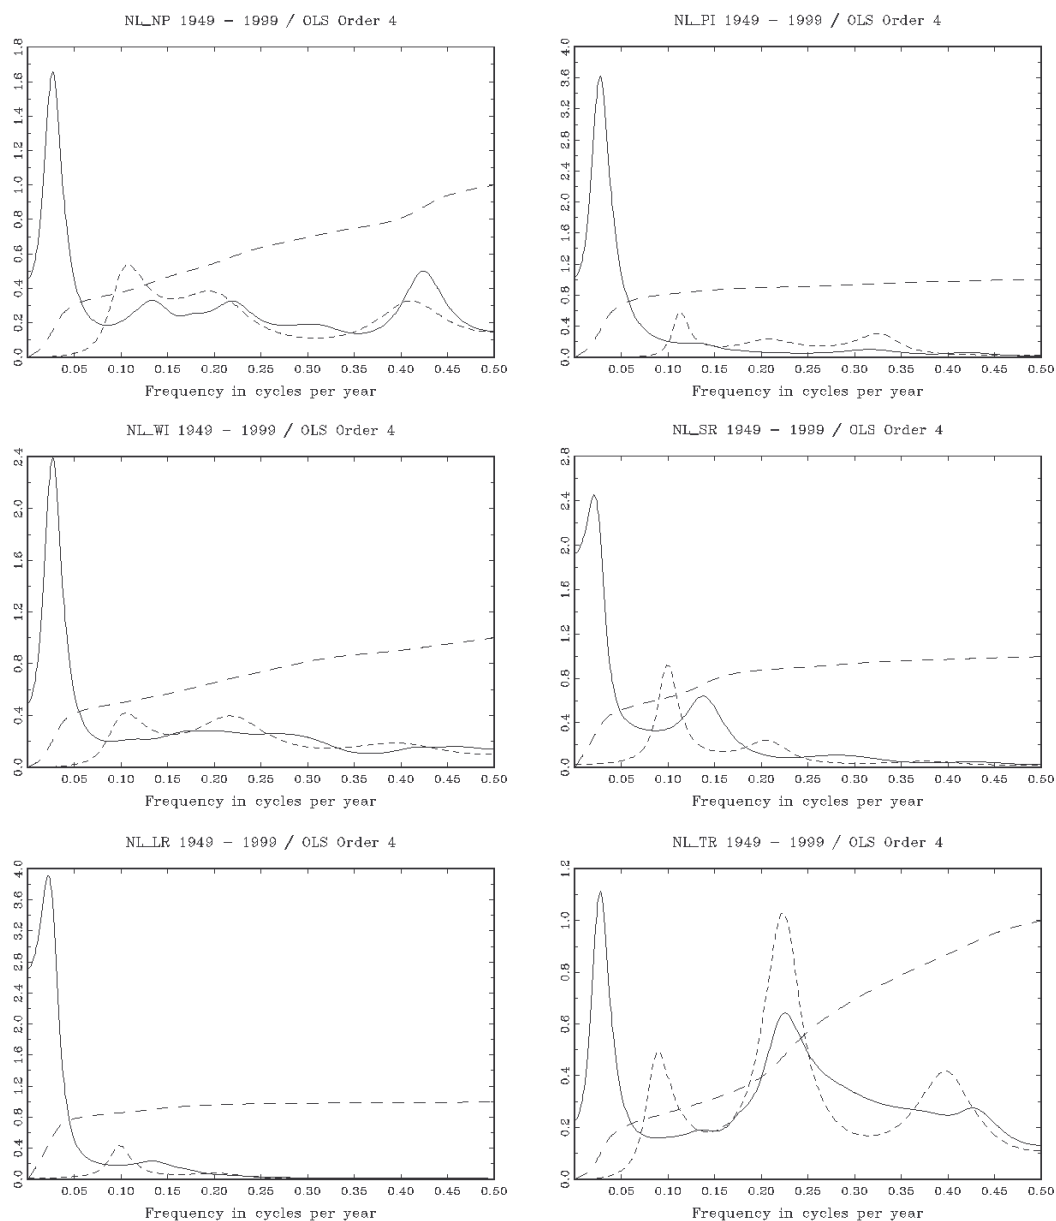 NL_NP 1949 – 1999 / OLS Order 4
0.0 0.2 0.4 0.6 0.8 1.0 1.2 1.4 1.6 1.8
0.05 0.10 0.15 0.20 0.25 0.30 0.35 0.40 0.45 0.50
Frequency in cycles per year
NL_PI 1949 – 1999 / OLS Order 4
0.0 0.4 0.8 1.2 1.6 2.0 2.4 2.8 3.2 3.6 4.0
0.05 0.10 0.15 0.20 0.25 0.30 0.35 0.40 0.45 0.50
Frequency in cycles per year
NL_WI 1949 – 1999 / OLS Order 4
0.0 0.4 0.8 1.2 1.6 2.0 2.4
0.05 0.10 0.15 0.20 0.25 0.30 0.35 0.40 0.45 0.50
Frequency in cycles per year
NL_SR 1949 – 1999 / OLS Order 4
0.0 0.4 0.8 1.2 1.6 2.0 2.4 2.8
0.05 0.10 0.15 0.20 0.25 0.30 0.35 0.40 0.45 0.50
Frequency in cycles per year
NL_LR 1949 – 1999 / OLS Order 4
0.0 0.4 0.8 1.2 1.6 2.0 2.4 2.8 3.2 3.6 4.0
0.05 0.10 0.15 0.20 0.25 0.30 0.35 0.40 0.45 0.50
Frequency in cycles per year
NL_TR 1949 – 1999 / OLS Order 4
0.0 0.2 0.4 0.6 0.8 1.0 1.2
0.05 0.10 0.15 0.20 0.25 0.30 0.35 0.40 0.45 0.50
Frequency in cycles per year